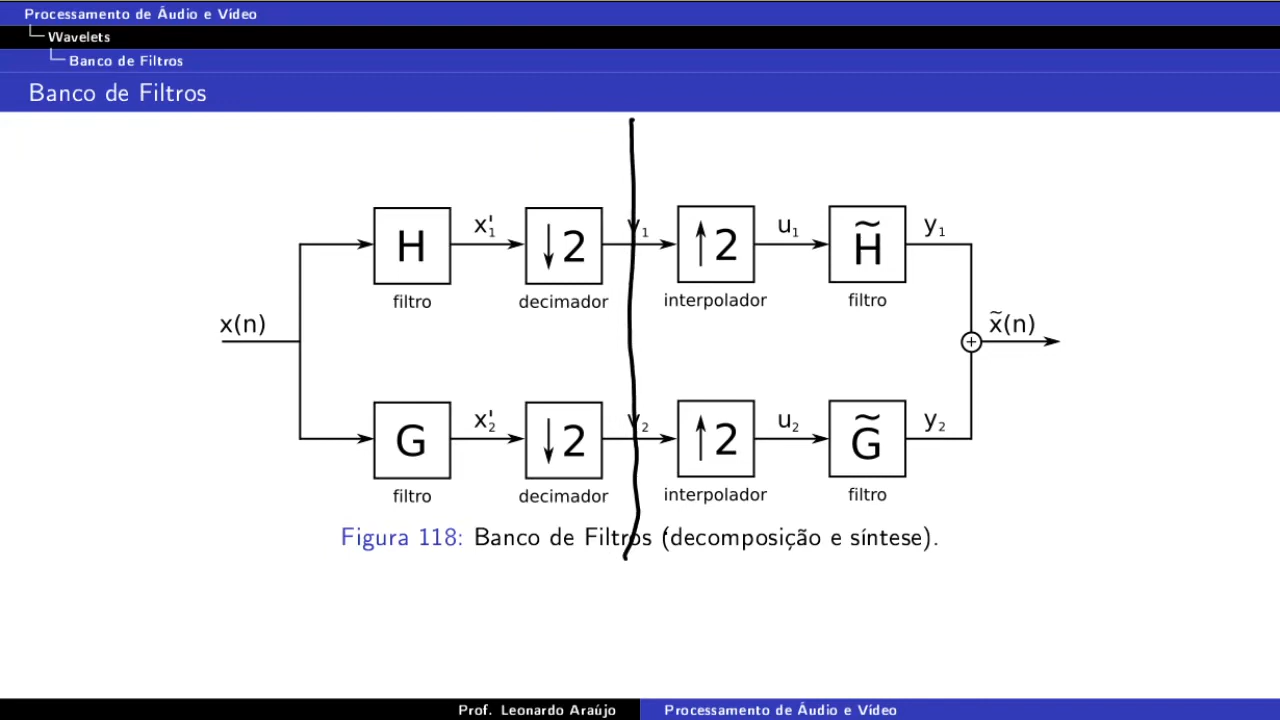 Processamento de Áudio e Vídeo
Wavelets
Banco de Filtros
Banco de Filtros
x(n)
H
filtro
x'₁
↓2
decimador
v₁
↑2
interpolador
u₁
H̃
filtro
y₁
G
filtro
x'₂
↓2
decimador
v₂
↑2
interpolador
u₂
G̃
filtro
y₂
+
x̃(n)
Figura 118: Banco de Filtros (decomposição e síntese).
Prof. Leonardo Araújo
Processamento de Áudio e Vídeo